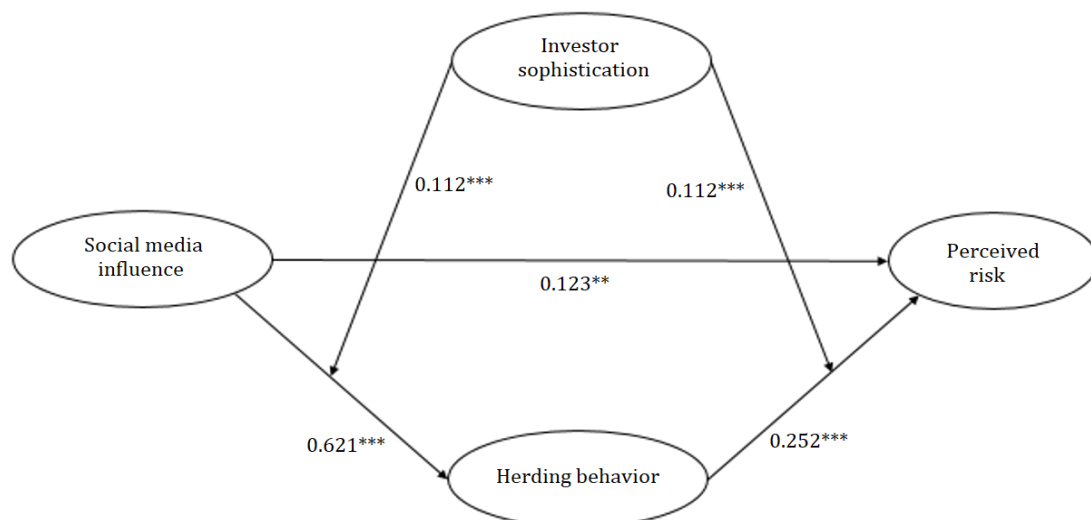 Investor
sophistication
0.112***
0.112***
Social media
influence
0.123**
Perceived
risk
0.621***
0.252***
Herding behavior